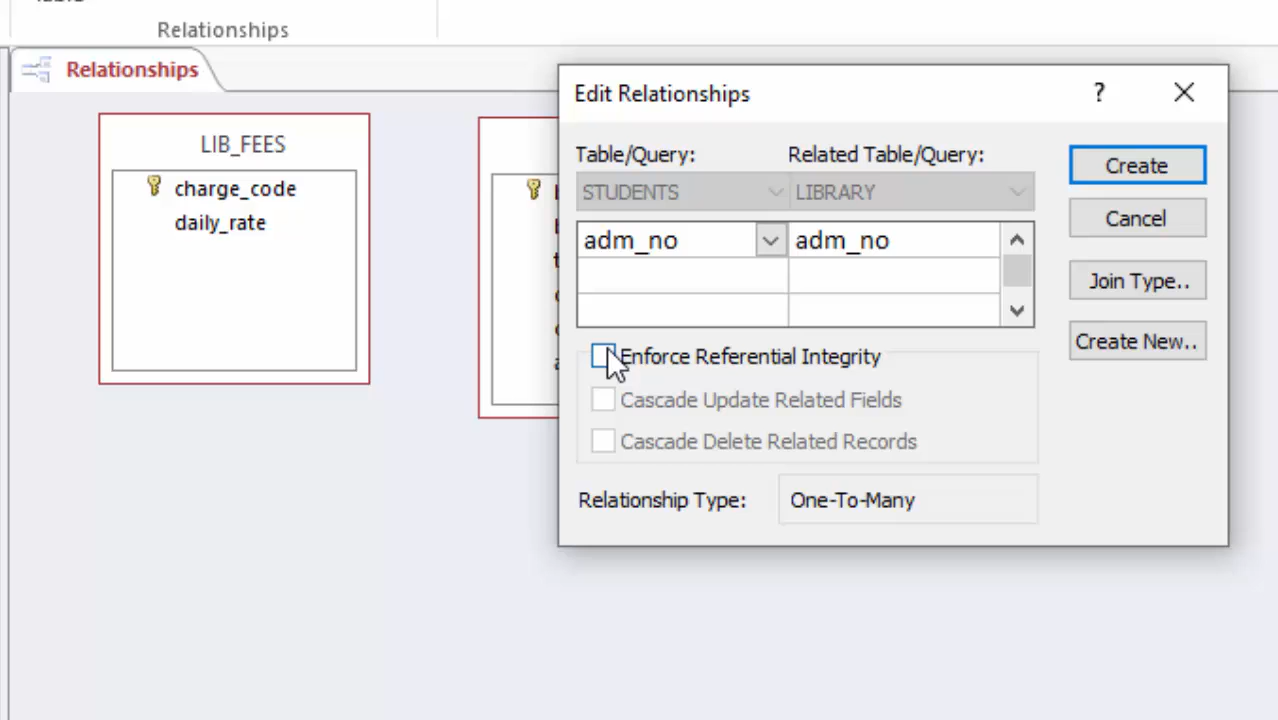 Relationships
Relationships
LIB_FEES
charge_code
daily_rate
Edit Relationships
?
Table/Query:
Related Table/Query:
STUDENTS
LIBRARY
adm_no
adm_no
Enforce Referential Integrity
Cascade Update Related Fields
Cascade Delete Related Records
Relationship Type:
One-To-Many
Create
Cancel
Join Type..
Create New..